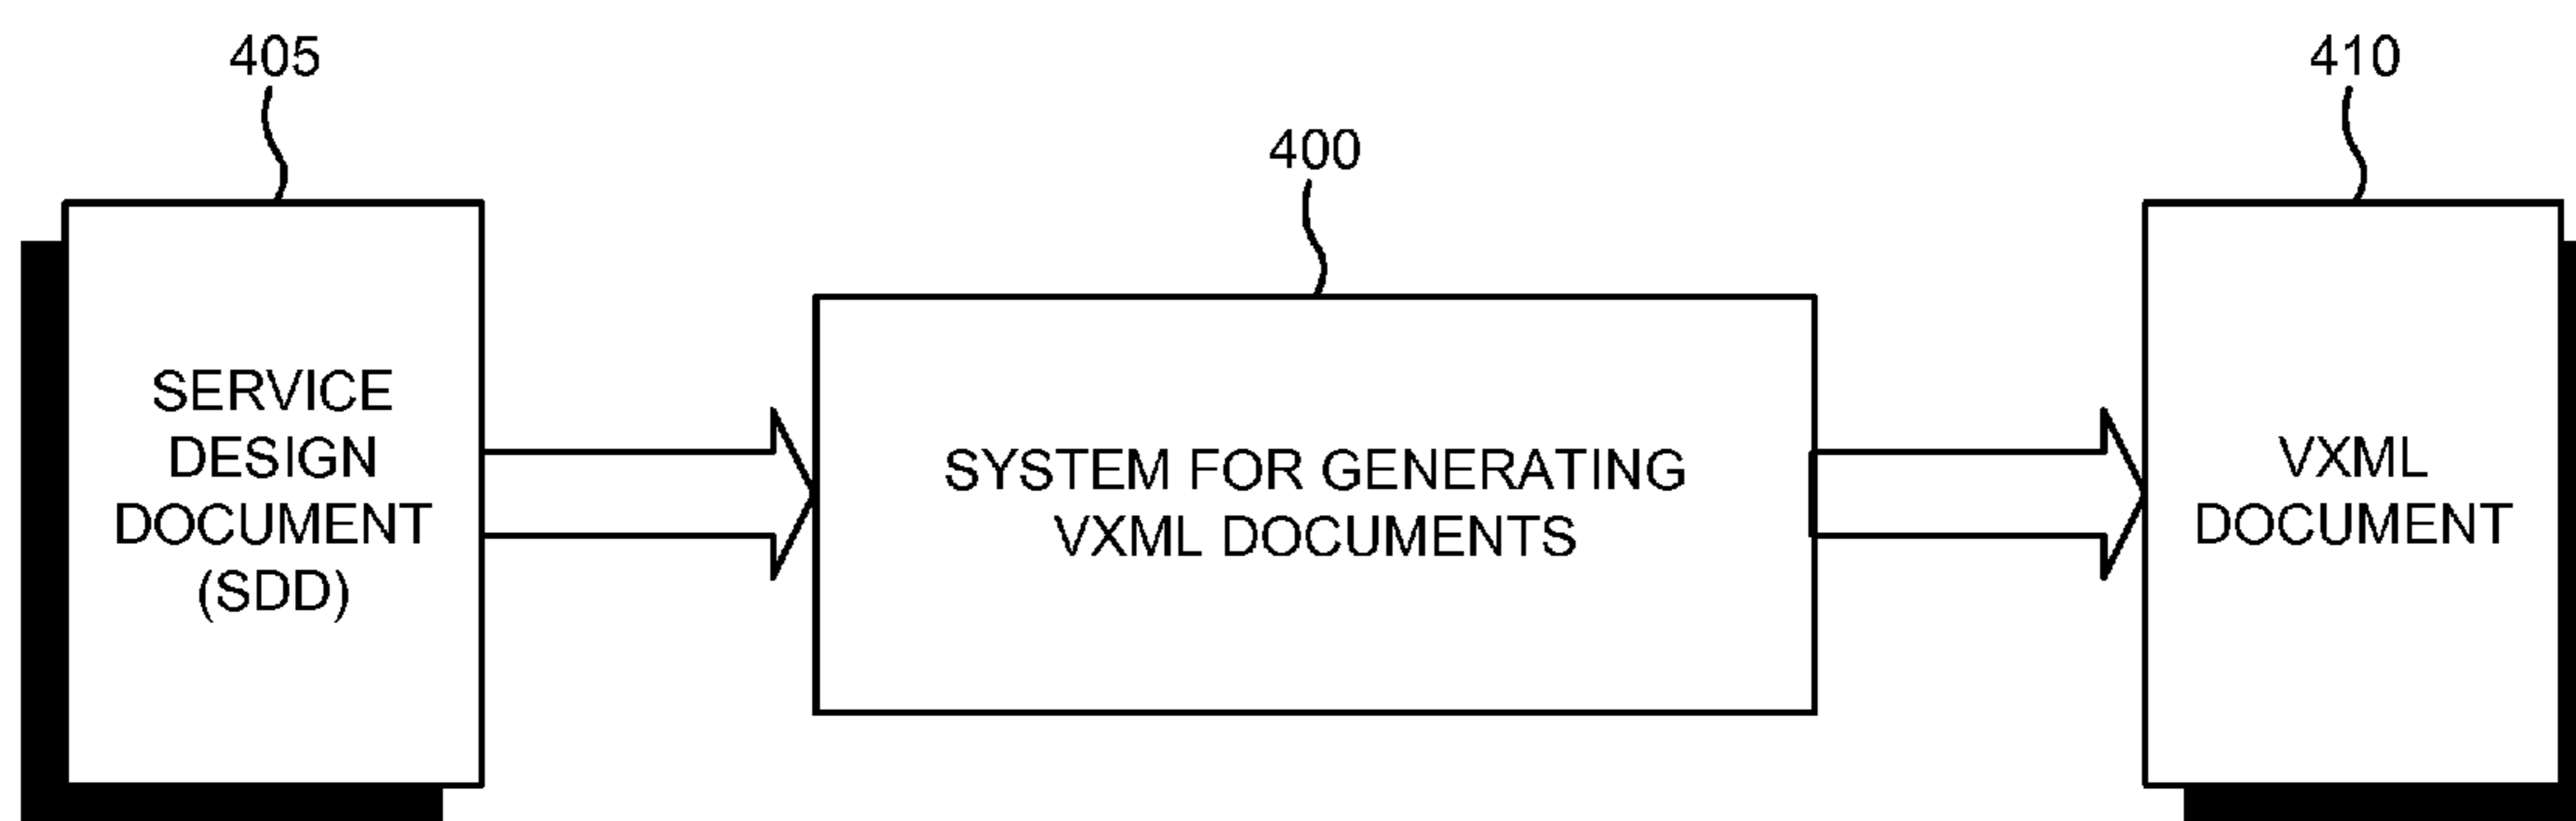 405
SERVICE
DESIGN
DOCUMENT
(SDD)
400
SYSTEM FOR GENERATING
VXML DOCUMENTS
410
VXML
DOCUMENT